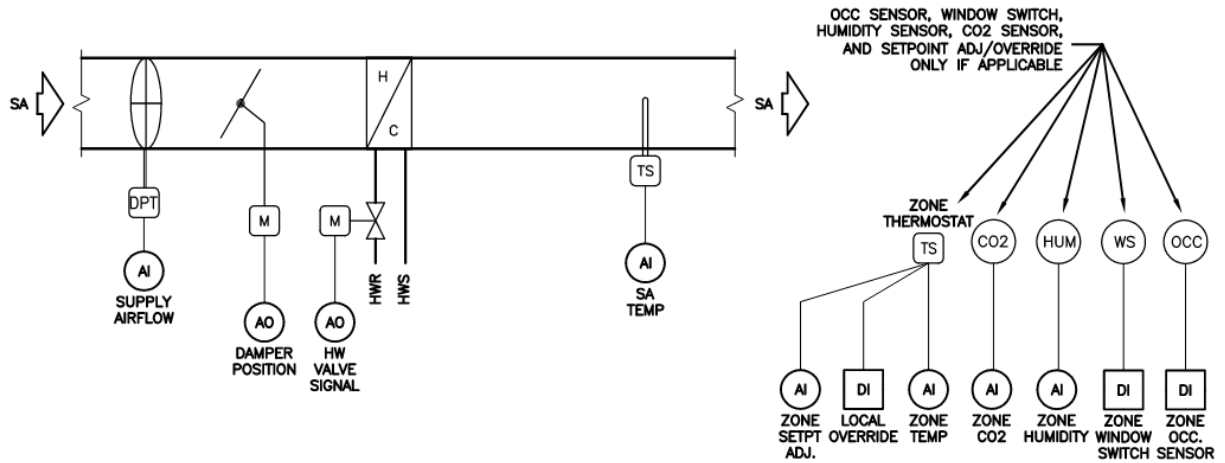 OCC SENSOR, WINDOW SWITCH,
HUMIDITY SENSOR, CO2 SENSOR,
AND SETPOINT ADJ/OVERRIDE
ONLY IF APPLICABLE
SA
H
C
SA
DPT
M
M
TS
AI
SUPPLY
AIRFLOW
AO
DAMPER
POSITION
AO
HW
VALVE
SIGNAL
HWR
HWS
AI
SA
TEMP
ZONE
THERMOSTAT
TS
CO2
HUM
WS
OCC
AI
ZONE
SETPT
ADJ.
DI
LOCAL
OVERRIDE
AI
ZONE
TEMP
AI
ZONE
CO2
AI
ZONE
HUMIDITY
DI
ZONE
WINDOW
SWITCH
DI
ZONE
OCC.
SENSOR